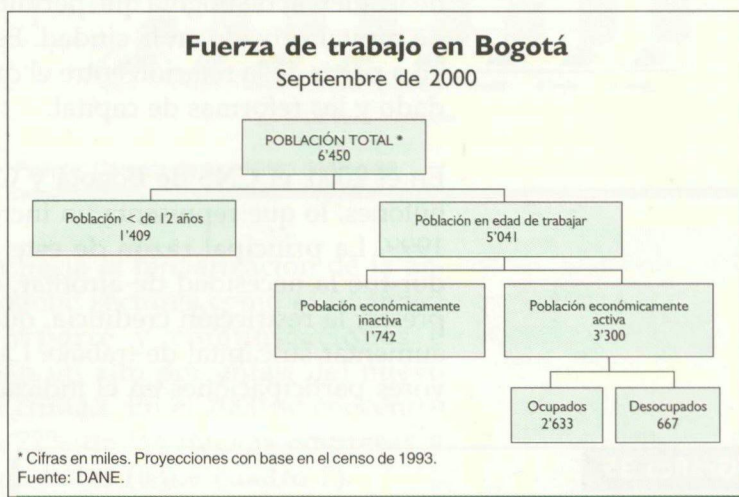 Fuerza de trabajo en Bogotá
Septiembre de 2000
POBLACIÓN TOTAL *
6'450
Población < de 12 años
1'409
Población en edad de trabajar
5'041
Población económicamente
inactiva
1'742
Población económicamente
activa
3'300
Ocupados
2'633
Desocupados
667
* Cifras en miles. Proyecciones con base en el censo de 1993.
Fuente: DANE.